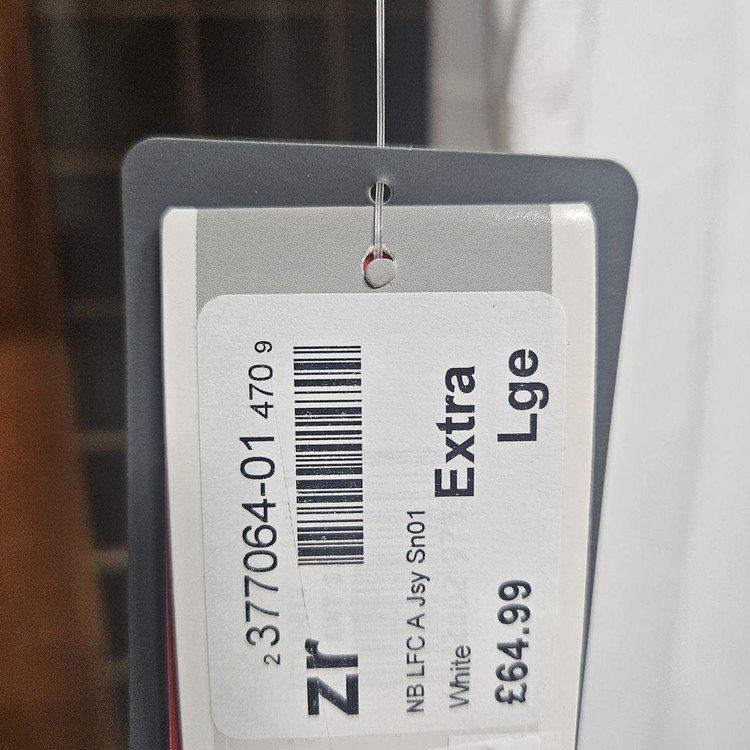 2 377064-01 470 9
zr
NB LFC A Jsy Sn01
White
Extra
£64.99
Lge